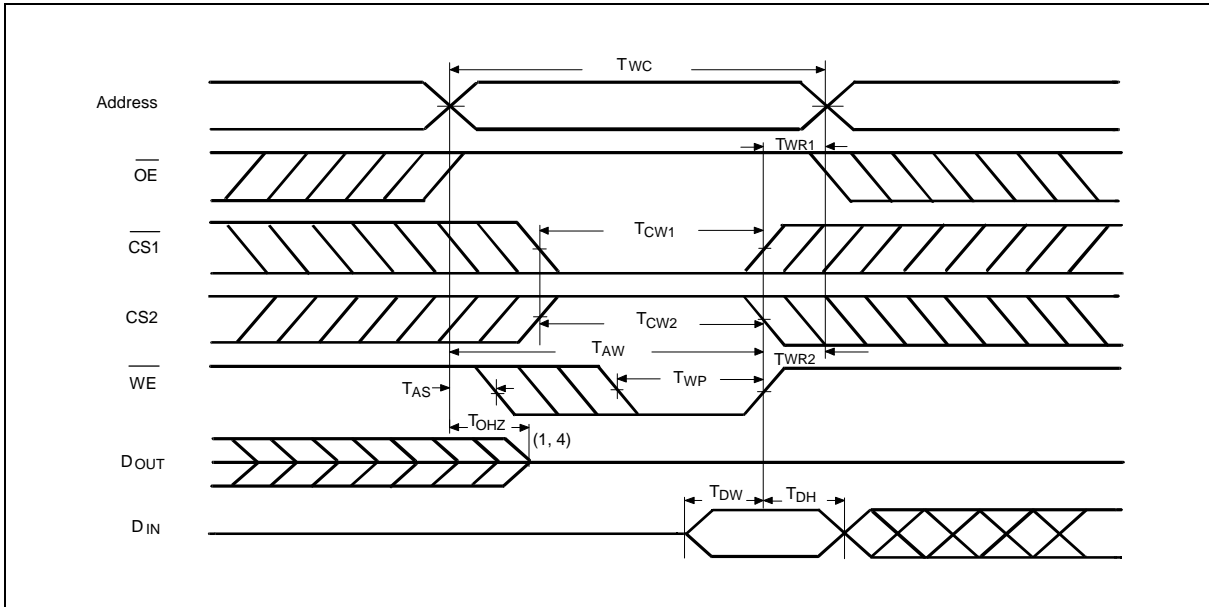 TWC
Address
TWR1
OE
TCW1
CS1
CS2
TCW2
TAW
TWR2
WE
TWP
TAS
TOHZ
(1, 4)
DOUT
TDW
TDH
DIN